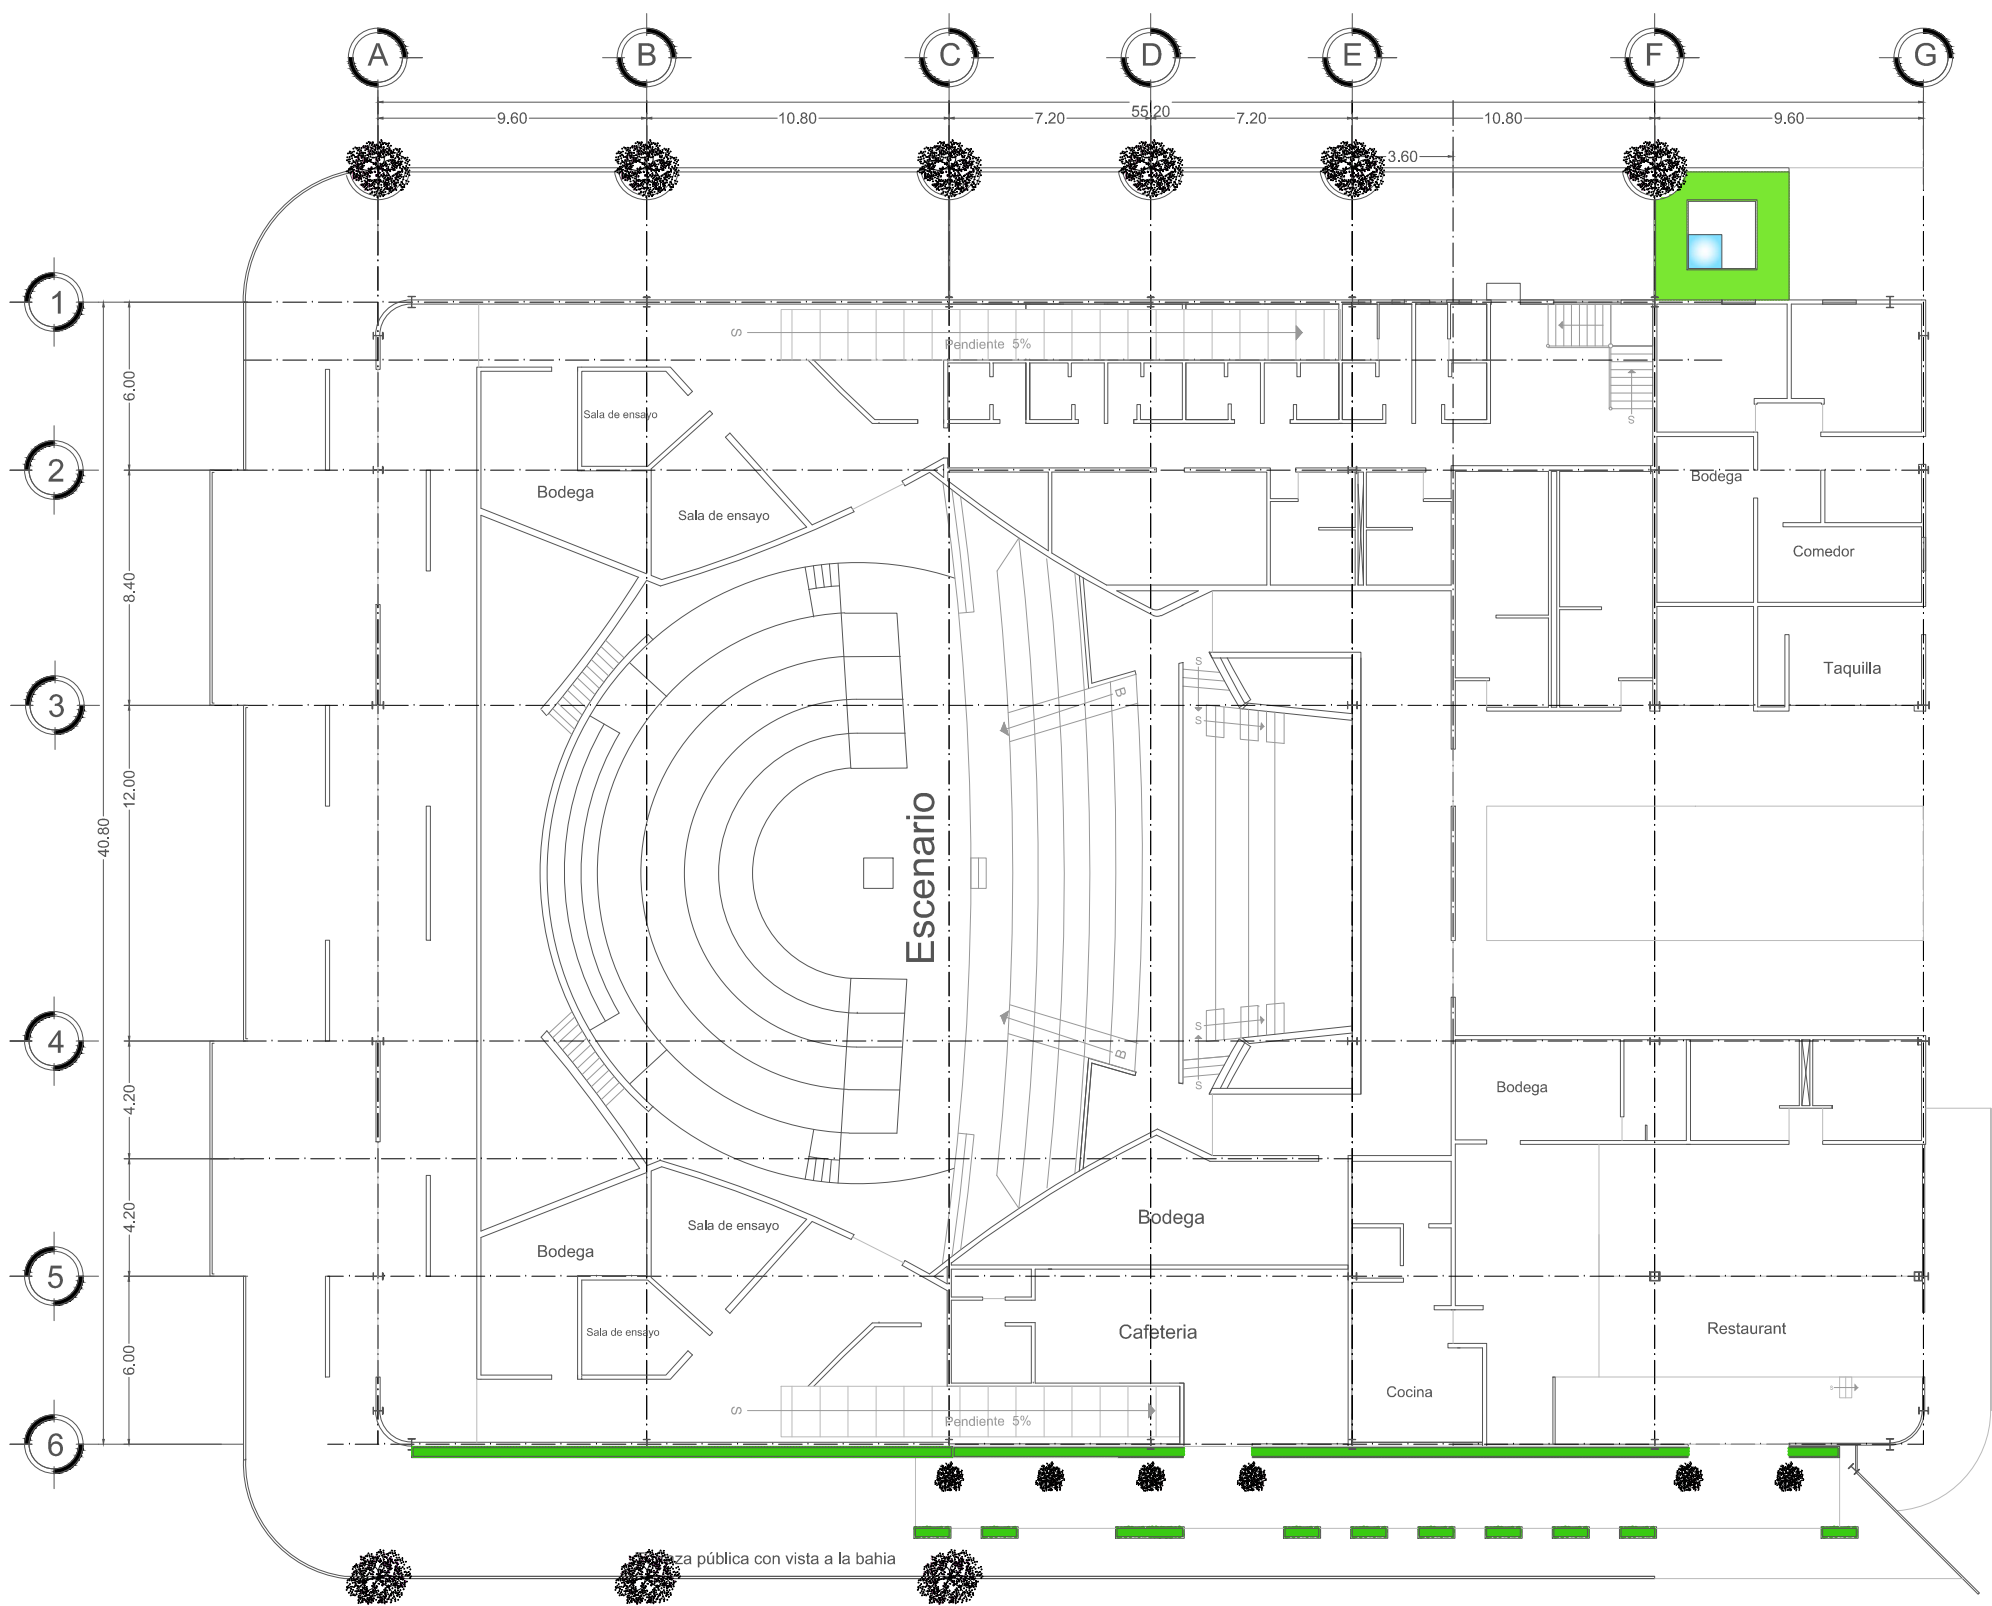 A B C D E F G
55.20
9.60 10.80 7.20 7.20 10.80 9.60
3.60
1
S
Pendiente 5%
6.00
Sala de ensayo
S
2
Bodega
Sala de ensayo
Bodega
Comedor
8.40
S
Taquilla
B
S
3
12.00
40.80
Escenario
S
4
B
S
Bodega
4.20
4.20
Sala de ensayo
Bodega
Bodega
5
Sala de ensayo
Cafeteria
Restaurant
6.00
Cocina
S
S
Pendiente 5%
6
pública con vista a la bahia